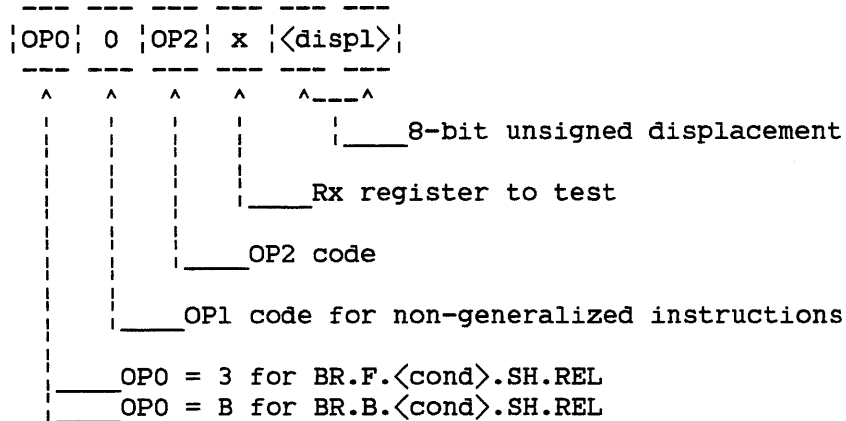 ¦OP0¦ 0 ¦OP2¦ x ¦<displ>¦
8-bit unsigned displacement
Rx register to test
OP2 code
OP1 code for non-generalized instructions
OP0 = 3 for BR.F.<cond>.SH.REL
OP0 = B for BR.B.<cond>.SH.REL